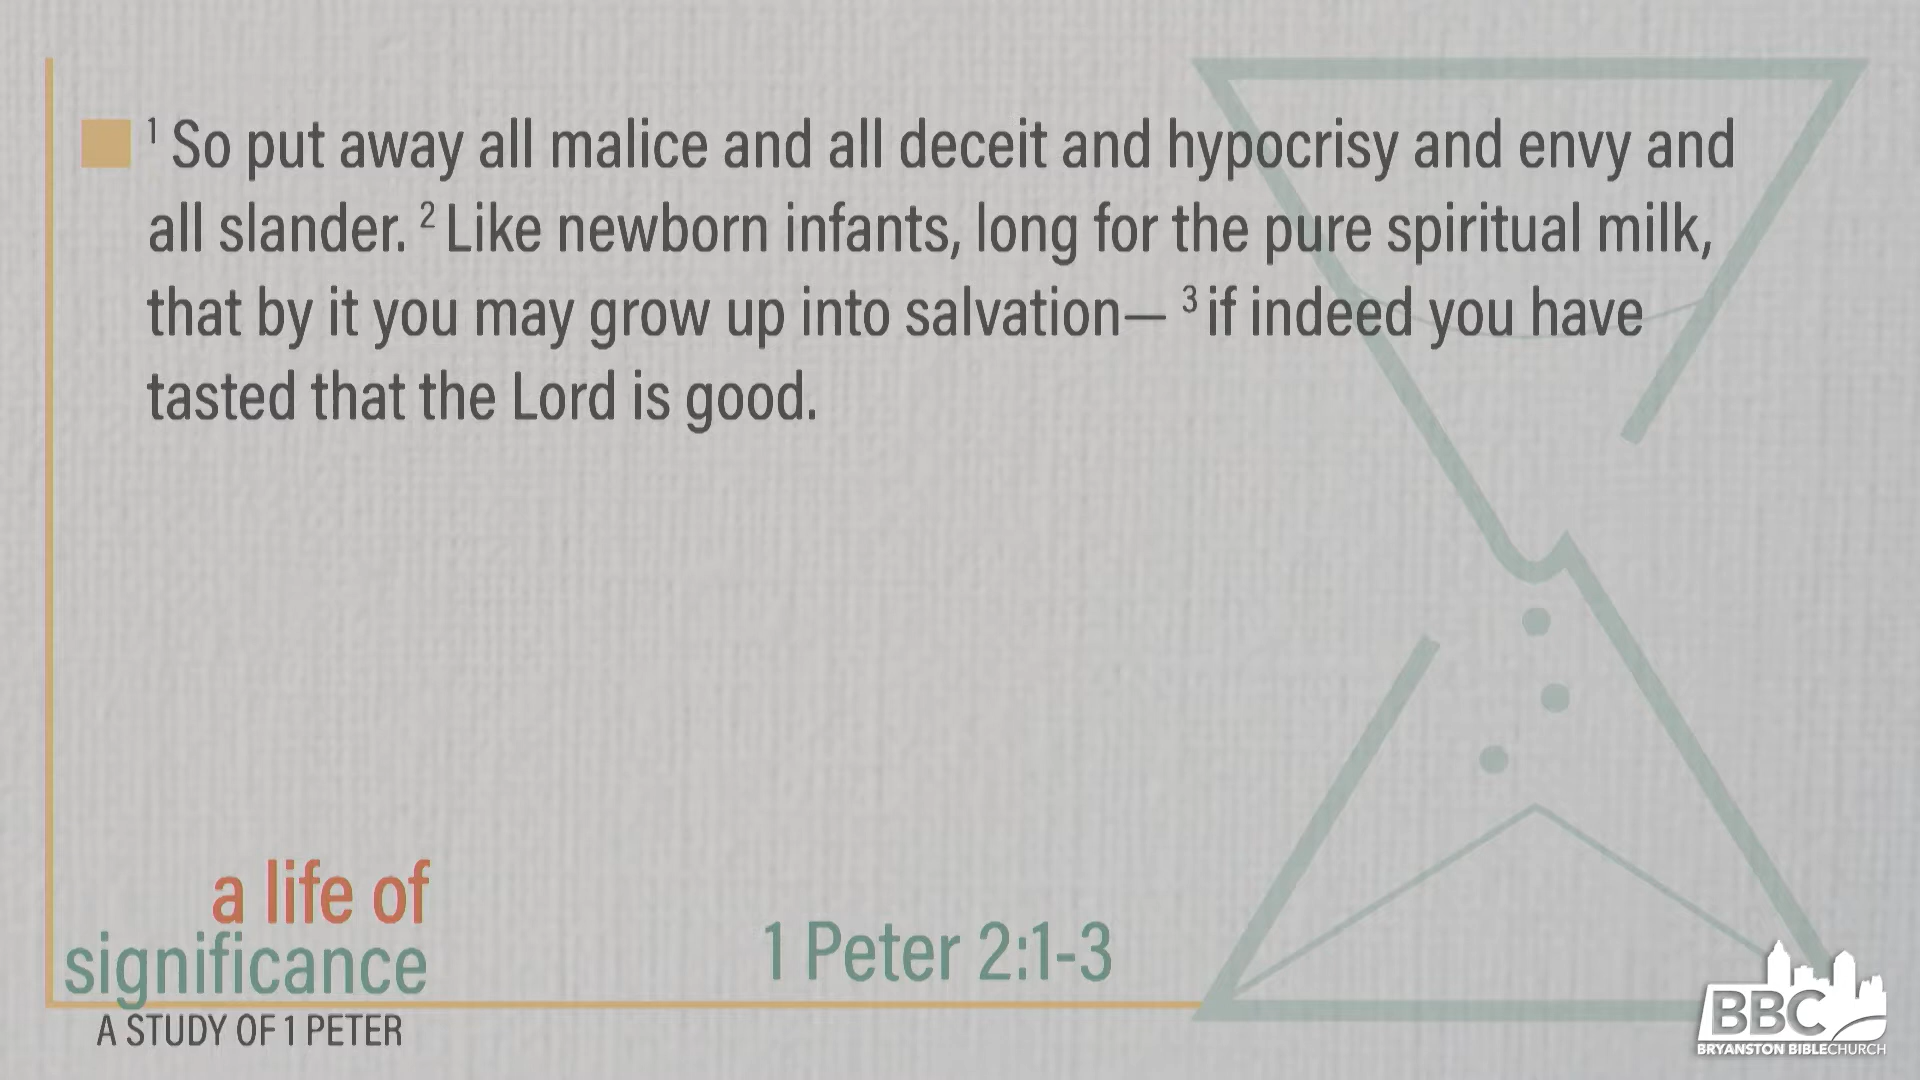 ¹ So put away all malice and all deceit and hypocrisy and envy and
all slander. ² Like newborn infants, long for the pure spiritual milk,
that by it you may grow up into salvation— ³ if indeed you have
tasted that the Lord is good.
a life of
significance
A STUDY OF 1 PETER
1 Peter 2:1-3
BBC
BRYANSTON BIBLECHURCH